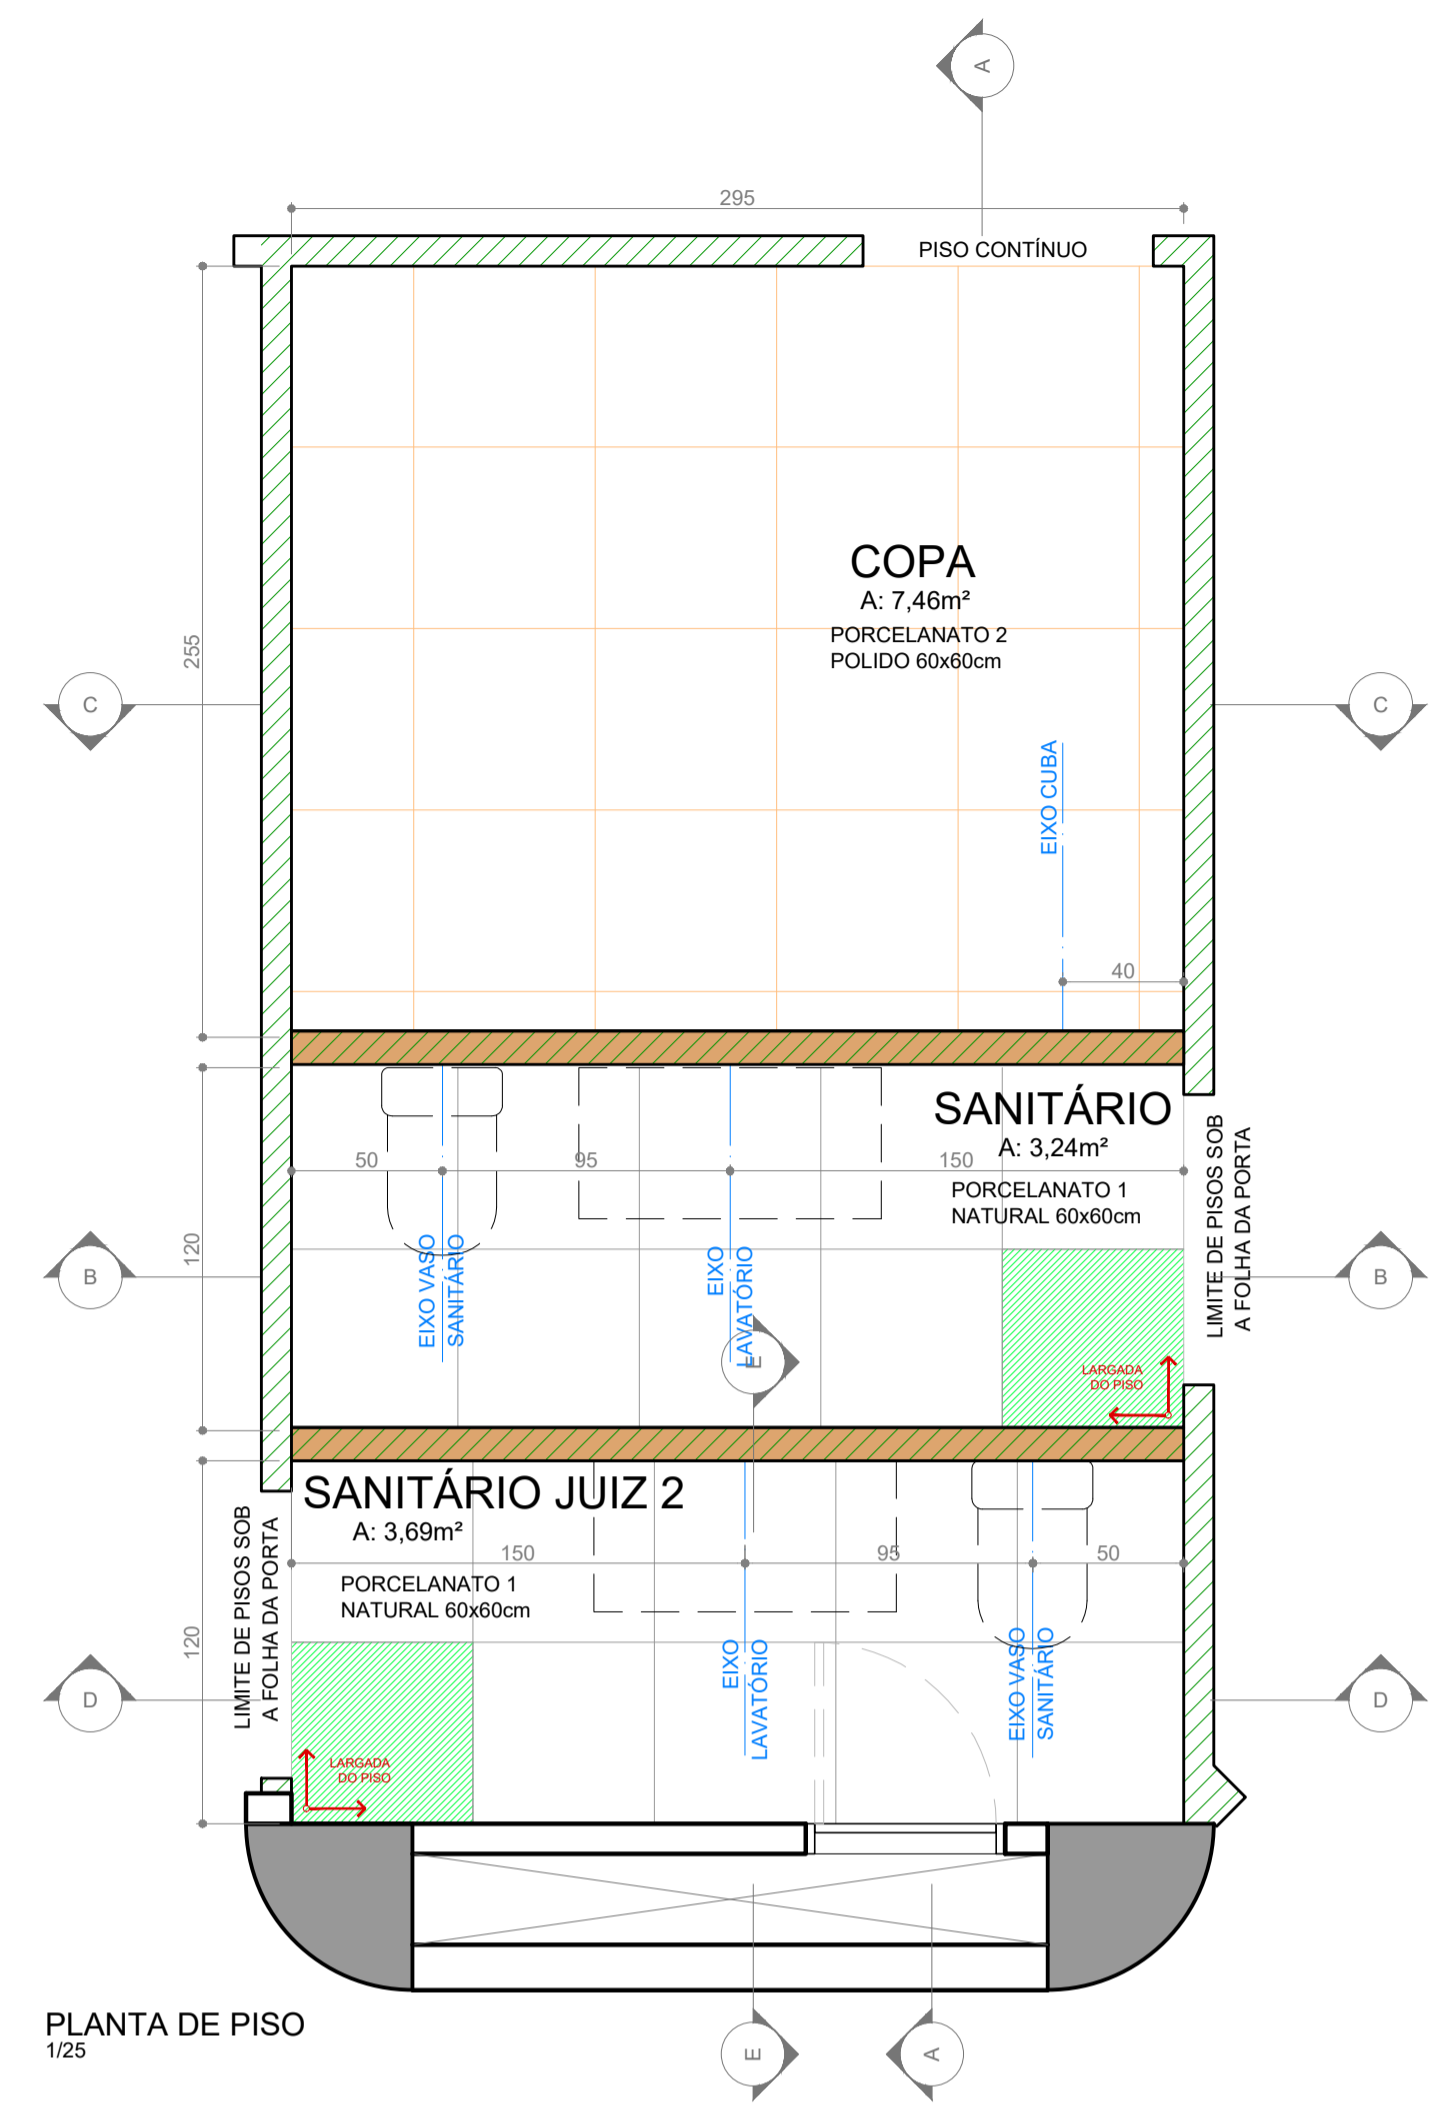 A
295
PISO CONTÍNUO
COPA
A: 7,46m²
PORCELANATO 2
POLIDO 60x60cm
255
C
C
EIXO CUBA
40
SANITÁRIO
A: 3,24m²
50
95
150
PORCELANATO 1
NATURAL 60x60cm
LIMITE DE PISOS SOB
A FOLHA DA PORTA
120
B
B
EIXO VASO
SANITÁRIO
EIXO
LAVATÓRIO
E
LARGADA
DO PISO
SANITÁRIO JUIZ 2
A: 3,69m²
150
95
50
PORCELANATO 1
NATURAL 60x60cm
LIMITE DE PISOS SOB
A FOLHA DA PORTA
120
D
D
EIXO
LAVATÓRIO
EIXO VASO
SANITÁRIO
LARGADA
DO PISO
PLANTA DE PISO
1/25
E
A